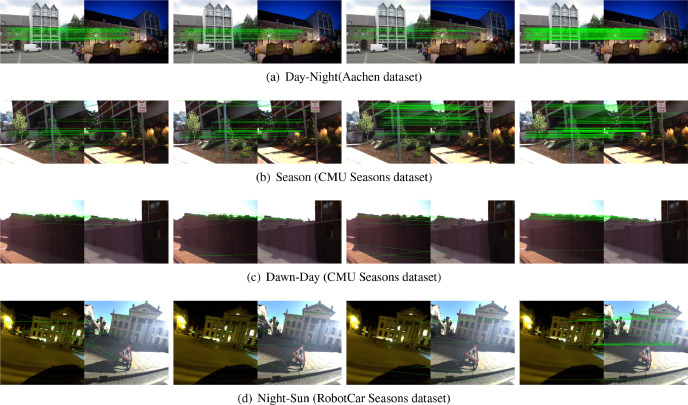 (a) Day-Night(Aachen dataset)
(b) Season (CMU Seasons dataset)
(c) Dawn-Day (CMU Seasons dataset)
(d) Night-Sun (RobotCar Seasons dataset)